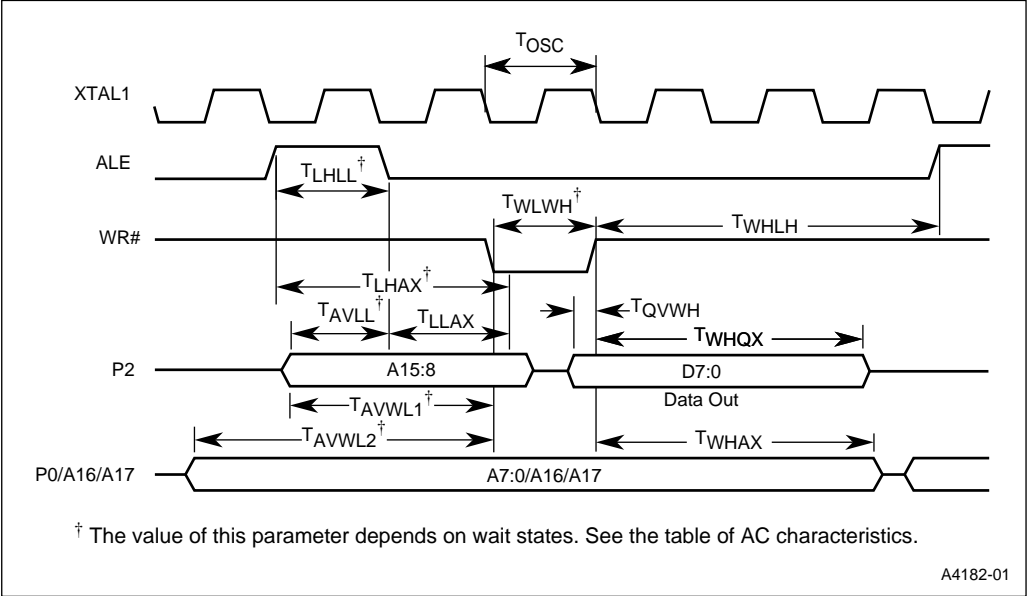 TOSC
XTAL1
ALE
TLHLL†
TWLWH†
TWHLH
WR#
TLHAX†
TAVLL†
TLLAX
TQVWH
TWHQX
P2
A15:8
D7:0
Data Out
TAVWL1†
TAVWL2†
TWHAX
P0/A16/A17
A7:0/A16/A17
† The value of this parameter depends on wait states. See the table of AC characteristics.
A4182-01